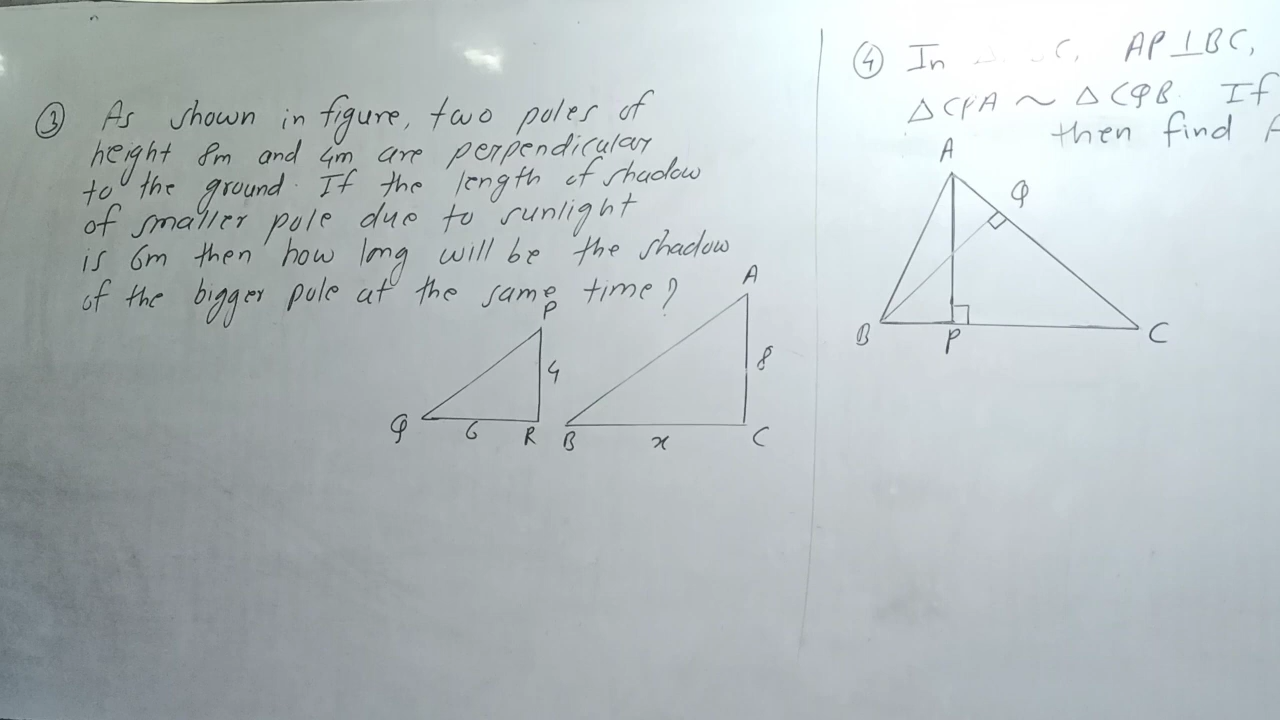 ③ As shown in figure, two poles of
height 8m and 4m are perpendicular
to the ground. If the length of shadow
of smaller pole due to sunlight
is 6m then how long will be the shadow
of the bigger pole at the same time?
P
4
Q 6 R
A
8
B x C
④ In C, AP⊥BC,
△CPA ~ △CQB. If
then find
A
Q
B P C